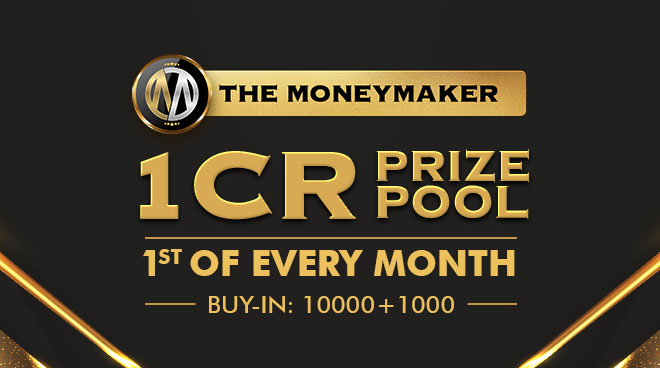 THE MONEYMAKER
1CR PRIZE POOL
1ST OF EVERY MONTH
BUY-IN: 10000+1000